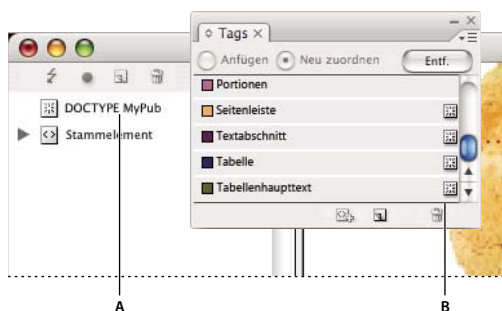 Tags ×
Anfügen Neu zuordnen Entf.
Portionen
DOCTYPE MyPub
Seitenleiste
Stammelement
Textabschnitt
Tabelle
Tabellenhaupttext
A B